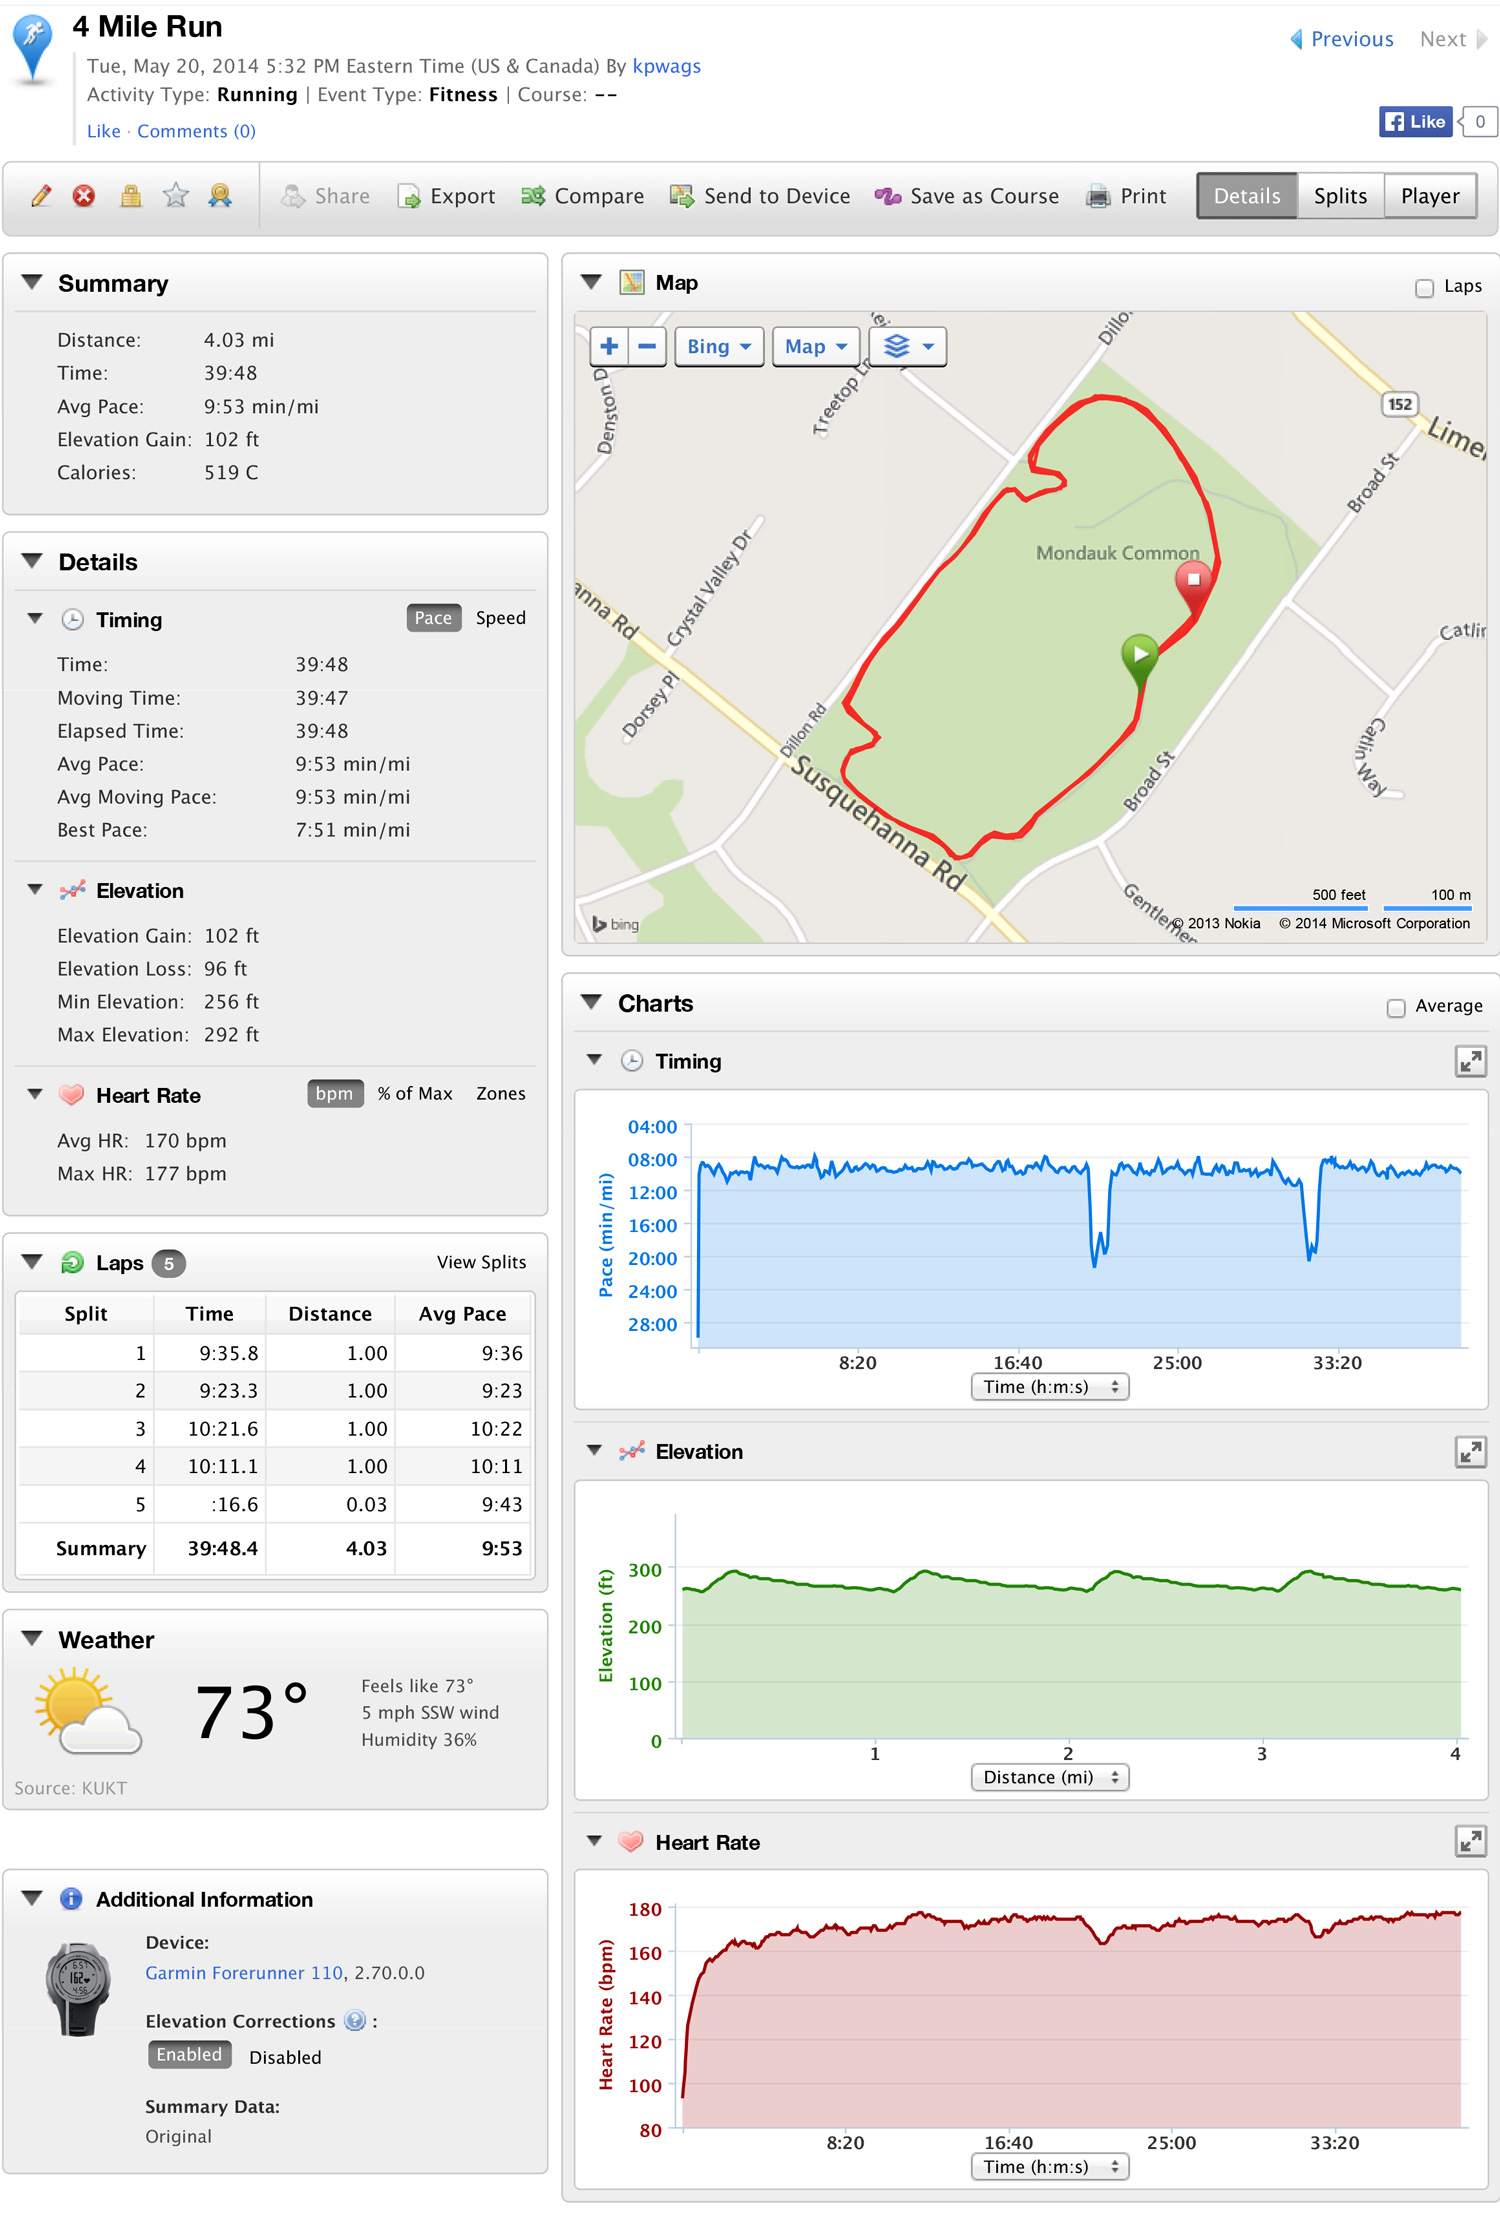 4 Mile Run
Tue, May 20, 2014 5:32 PM Eastern Time (US & Canada) By kpwags
Activity Type: Running | Event Type: Fitness | Course: --
Like · Comments (0)
Previous Next
Like 0
Share Export Compare Send to Device Save as Course Print Details Splits Player
Summary
Distance: 4.03 mi
Time: 39:48
Avg Pace: 9:53 min/mi
Elevation Gain: 102 ft
Calories: 519 C
Details
Timing Pace Speed
Time: 39:48
Moving Time: 39:47
Elapsed Time: 39:48
Avg Pace: 9:53 min/mi
Avg Moving Pace: 9:53 min/mi
Best Pace: 7:51 min/mi
Elevation
Elevation Gain: 102 ft
Elevation Loss: 96 ft
Min Elevation: 256 ft
Max Elevation: 292 ft
Heart Rate bpm % of Max Zones
Avg HR: 170 bpm
Max HR: 177 bpm
Laps 5 View Splits
Split Time Distance Avg Pace
1 9:35.8 1.00 9:36
2 9:23.3 1.00 9:23
3 10:21.6 1.00 10:22
4 10:11.1 1.00 10:11
5 :16.6 0.03 9:43
Summary 39:48.4 4.03 9:53
Weather
73°
Feels like 73°
5 mph SSW wind
Humidity 36%
Source: KUKT
Additional Information
Device:
Garmin Forerunner 110, 2.70.0.0
Elevation Corrections ? :
Enabled Disabled
Summary Data:
Original
Map Laps
+ − Bing Map
Denston D
Treetop Ln
Dillo
152
Lime
Broad St
Crystal Valley Dr
Mondauk Common
anna Rd
Dorsey Pl
Dillon Rd
Susquehanna Rd
Broad St
Catlin
Catlin Way
Gentlemen
500 feet 100 m
bing
© 2013 Nokia © 2014 Microsoft Corporation
Charts Average
Timing
Pace (min/mi)
04:00
08:00
12:00
16:00
20:00
24:00
28:00
8:20 16:40 25:00 33:20
Time (h:m:s)
Elevation
Elevation (ft)
300
200
100
0
1 2 3 4
Distance (mi)
Heart Rate
Heart Rate (bpm)
180
160
140
120
100
80
8:20 16:40 25:00 33:20
Time (h:m:s)